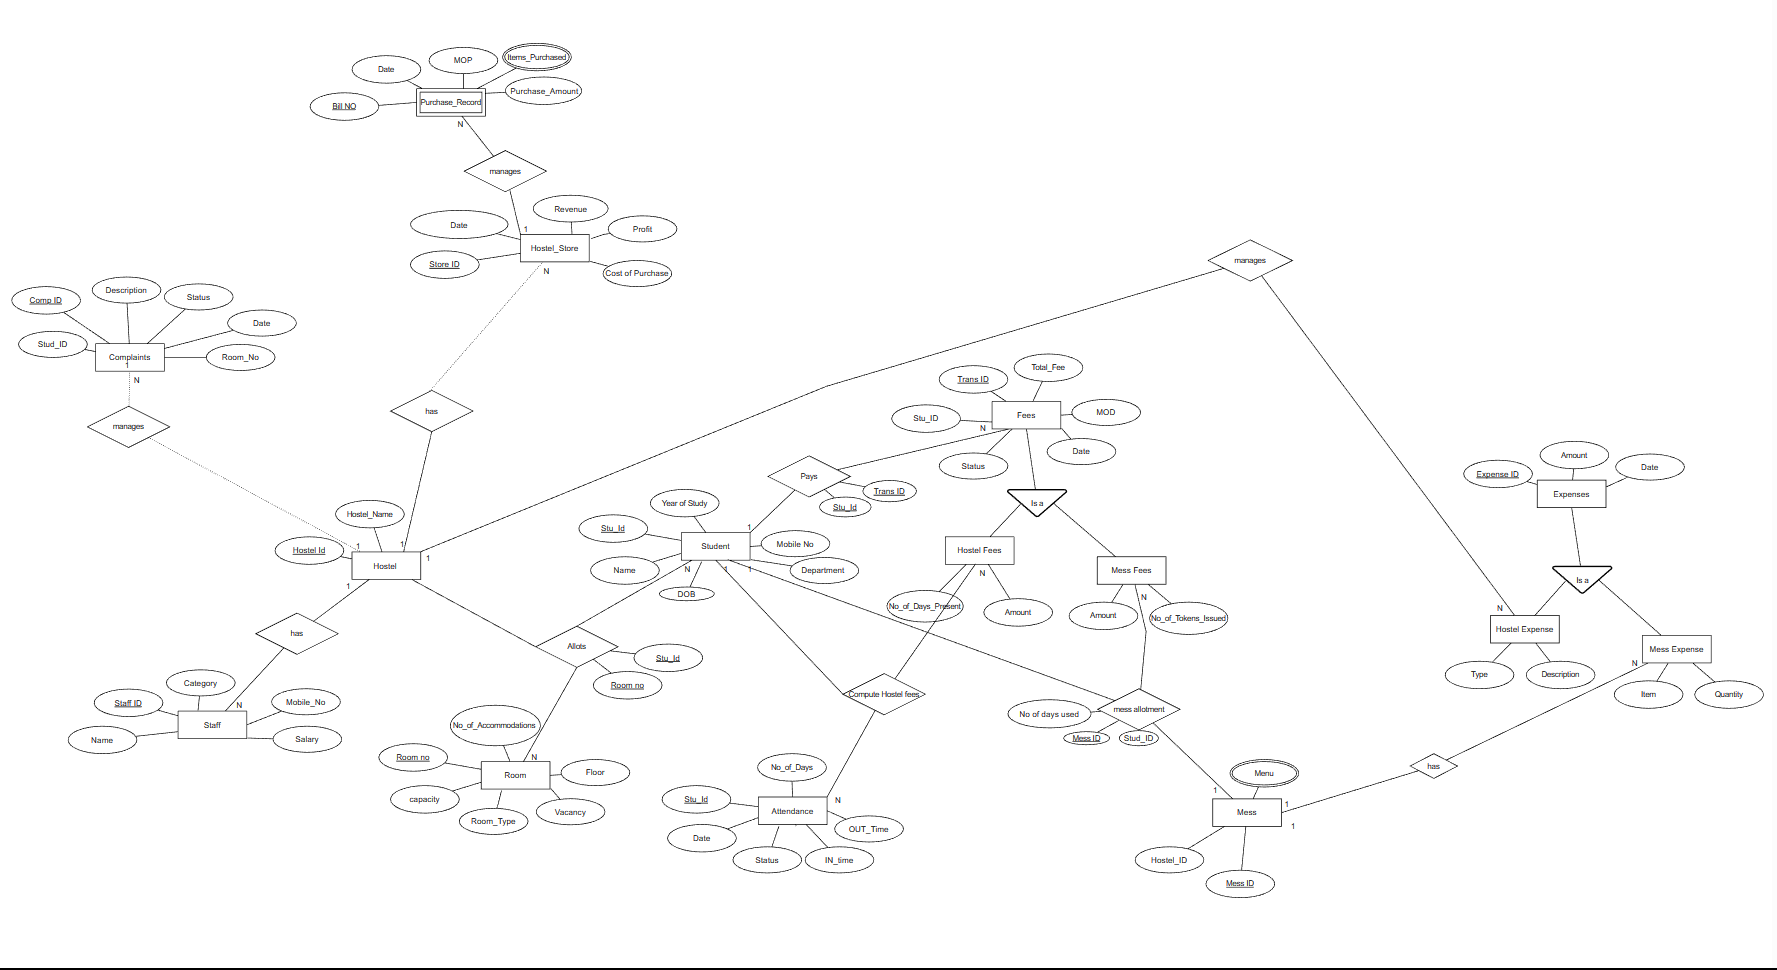 Items_Purchased
MOP
Date
Purchase_Amount
Bill NO
Purchase_Record
N
manages
Revenue
Date
1
Profit
Hostel_Store
Store ID
N
Cost of Purchase
manages
Comp ID
Description
Status
Date
Stud_ID
Complaints
1
Room_No
N
manages
has
Trans ID
Total_Fee
Stu_ID
Fees
MOD
N
Date
Status
Pays
Trans ID
Stu_Id
Is a
Expense ID
Amount
Date
Expenses
Is a
Hostel_Name
Hostel Id
1
1
1
Hostel
1
Year of Study
Stu_Id
1
Student
Mobile No
Name
N
1
1
Department
DOB
Hostel Fees
N
No_of_Days_Present
Amount
Mess Fees
N
Amount
No_of_Tokens_Issued
N
Hostel Expense
Mess Expense
N
Type
Description
Item
Quantity
has
Allots
Stu_Id
Room no
Compute Hostel fees
mess allotment
No of days used
Mess ID
Stud_ID
Category
Staff ID
N
Mobile_No
Name
Staff
Salary
No_of_Accommodations
Room no
N
Room
Floor
capacity
Room_Type
Vacancy
No_of_Days
Stu_Id
N
Attendance
Date
OUT_Time
Status
IN_time
has
Menu
1
1
Mess
1
Hostel_ID
Mess ID